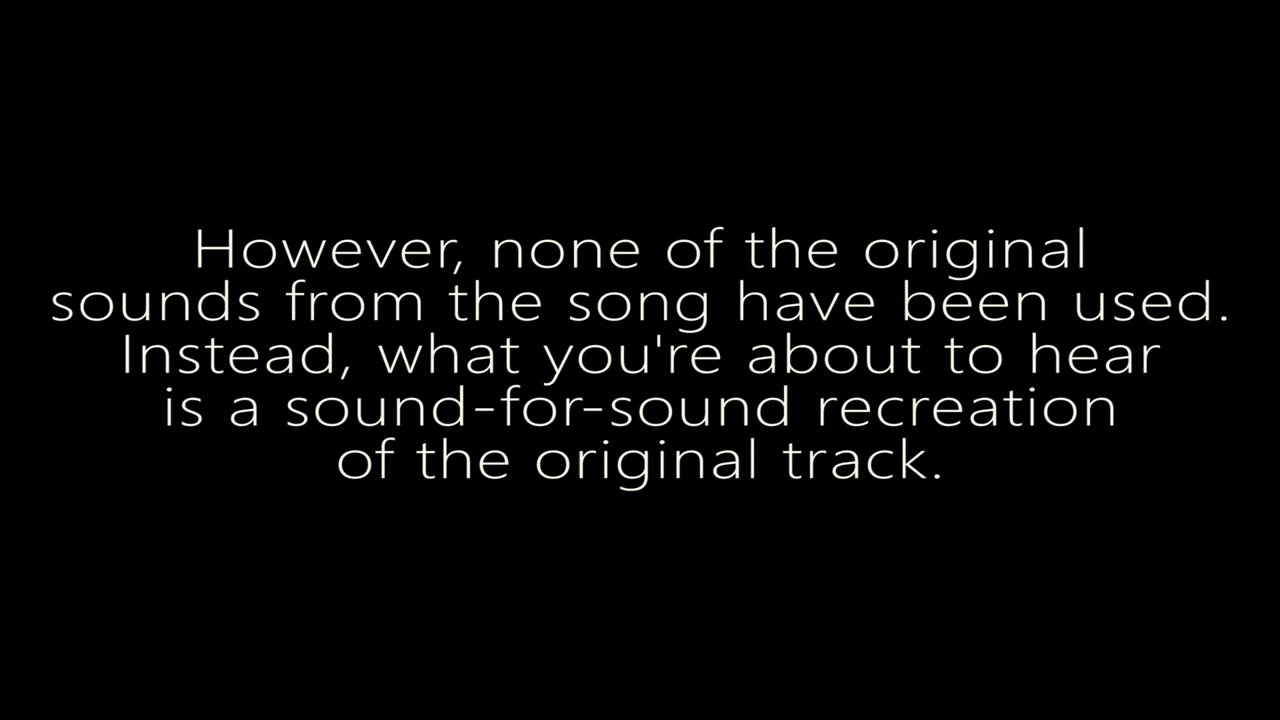 However, none of the original
sounds from the song have been used.
Instead, what you're about to hear
is a sound-for-sound recreation
of the original track.